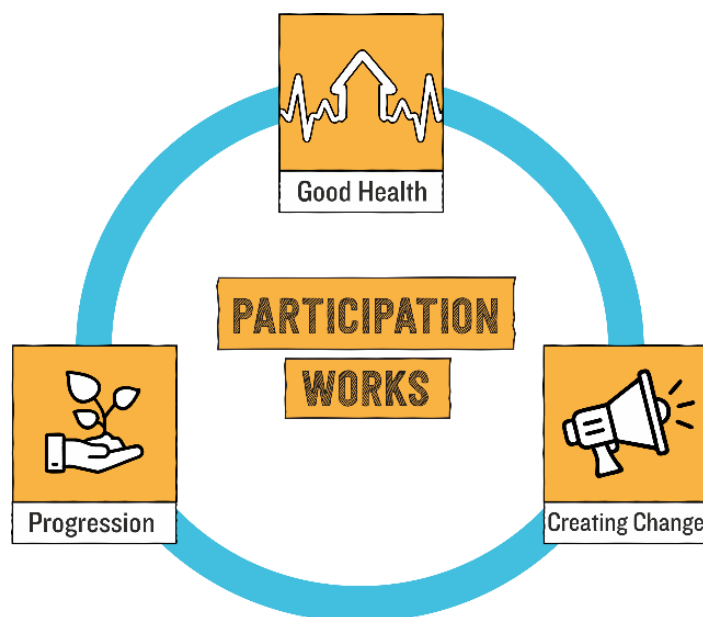 Good Health
PARTICIPATION
WORKS
Progression
Creating Change